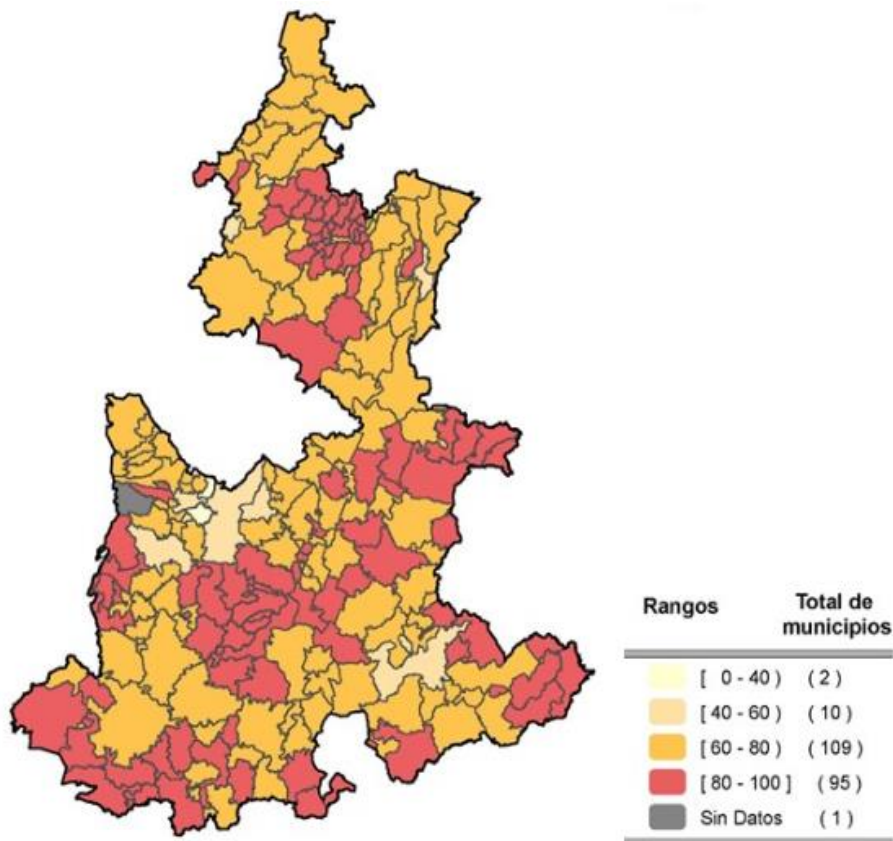 Rangos Total de municipios
[ 0 - 40 ) ( 2 )
[ 40 - 60 ) ( 10 )
[ 60 - 80 ) ( 109 )
[ 80 - 100 ] ( 95 )
Sin Datos ( 1 )